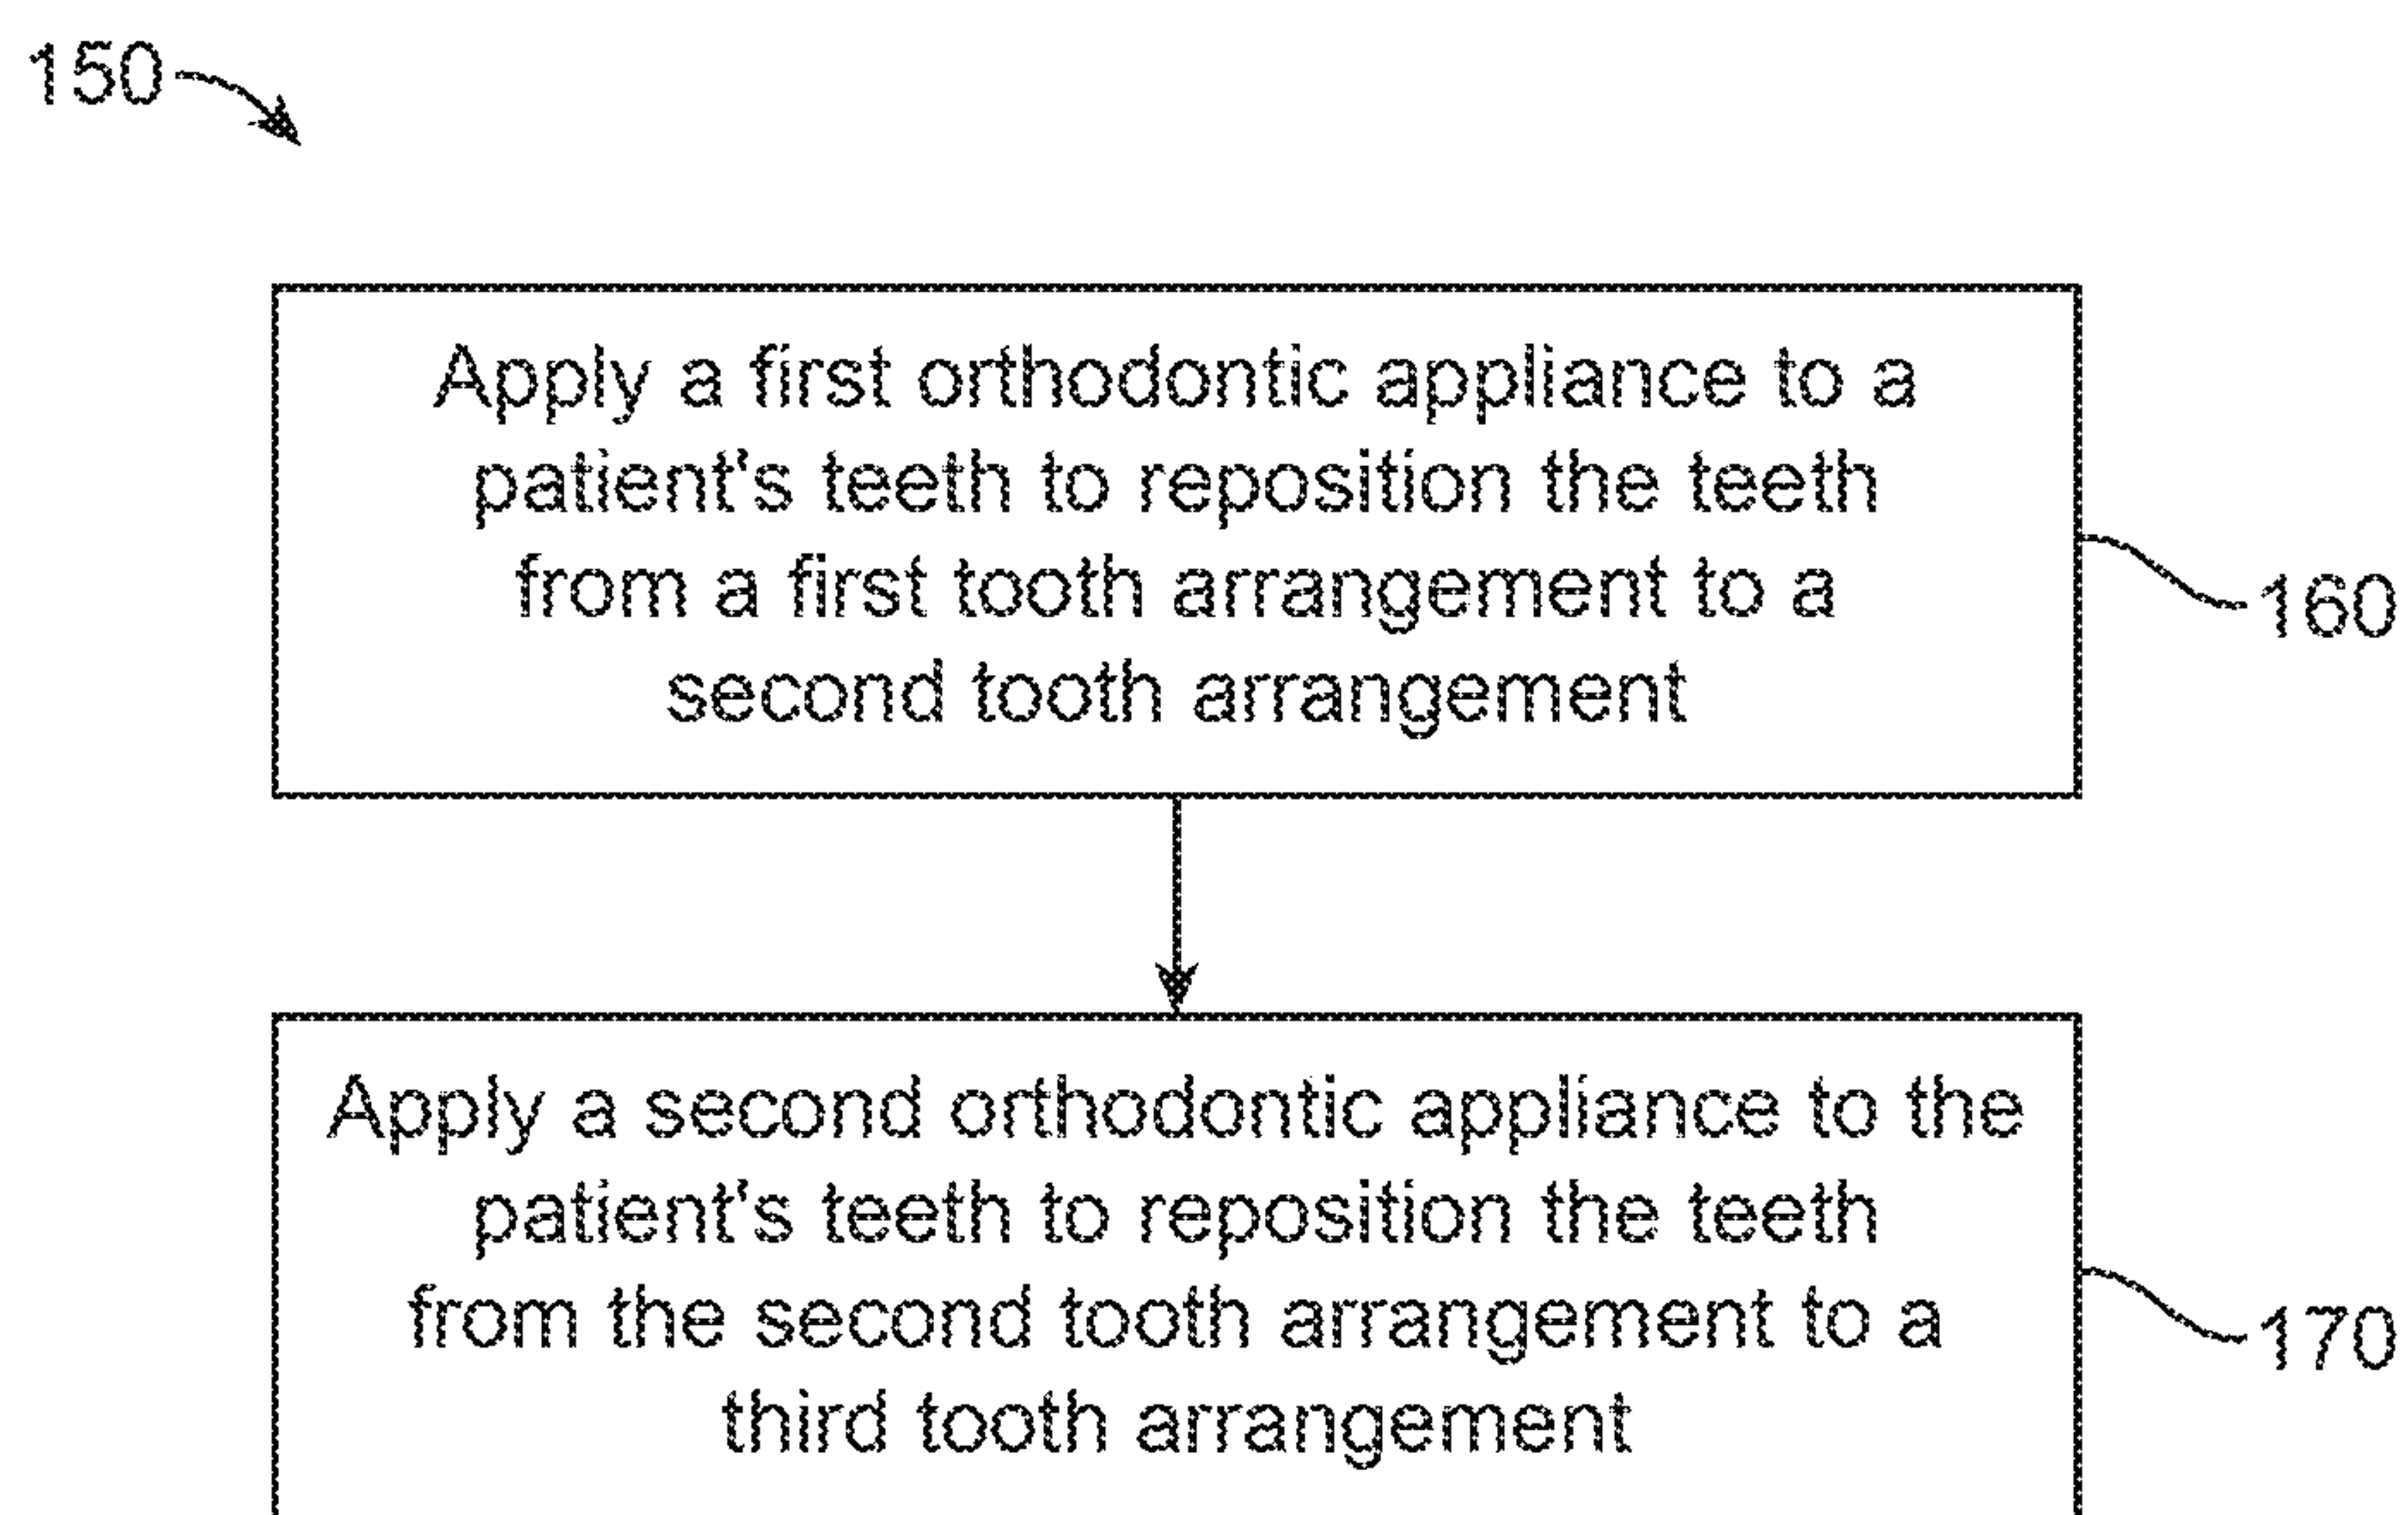 150
Apply a first orthodontic appliance to a
patient's teeth to reposition the teeth
from a first tooth arrangement to a
second tooth arrangement
160
Apply a second orthodontic appliance to the
patient's teeth to reposition the teeth
from the second tooth arrangement to a
third tooth arrangement
170